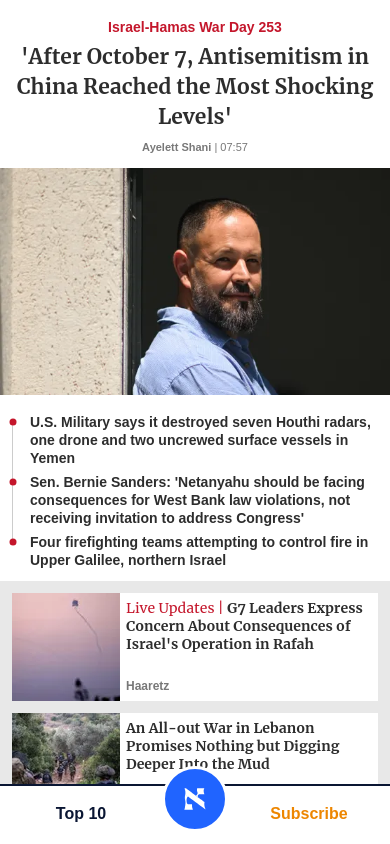 Israel-Hamas War Day 253
'After October 7, Antisemitism in
China Reached the Most Shocking
Levels'
Ayelett Shani | 07:57
U.S. Military says it destroyed seven Houthi radars,
one drone and two uncrewed surface vessels in
Yemen
Sen. Bernie Sanders: 'Netanyahu should be facing
consequences for West Bank law violations, not
receiving invitation to address Congress'
Four firefighting teams attempting to control fire in
Upper Galilee, northern Israel
Live Updates | G7 Leaders Express
Concern About Consequences of
Israel's Operation in Rafah
Haaretz
An All-out War in Lebanon
Promises Nothing but Digging
Deeper Into the Mud
Top 10
א
Subscribe